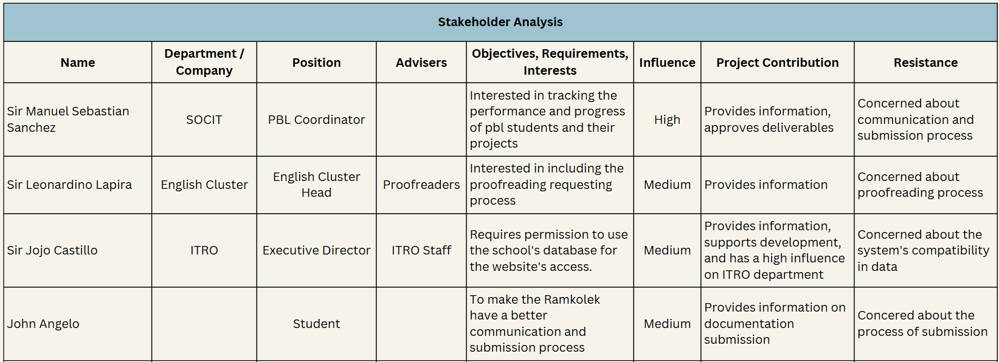 Stakeholder Analysis
Name
Department /
Company
Position
Advisers
Objectives, Requirements,
Interests
Influence
Project Contribution
Resistance
Sir Manuel Sebastian
Sanchez
SOCIT
PBL Coordinator
Interested in tracking the
performance and progress
of pbl students and their
projects
High
Provides information,
approves deliverables
Concerned about
communication and
submission process
Sir Leonardino Lapira
English Cluster
English Cluster
Head
Proofreaders
Interested in including the
proofreading requesting
process
Medium
Provides information
Concerned about
proofreading process
Sir Jojo Castillo
ITRO
Executive Director
ITRO Staff
Requires permission to use
the school's database for
the website's access.
Medium
Provides information,
supports development,
and has a high influence
on ITRO department
Concerned about the
system's compatibility
in data
John Angelo
Student
To make the Ramkolek
have a better
communication and
submission process
Medium
Provides information on
documentation
submission
Concered about the
process of submission